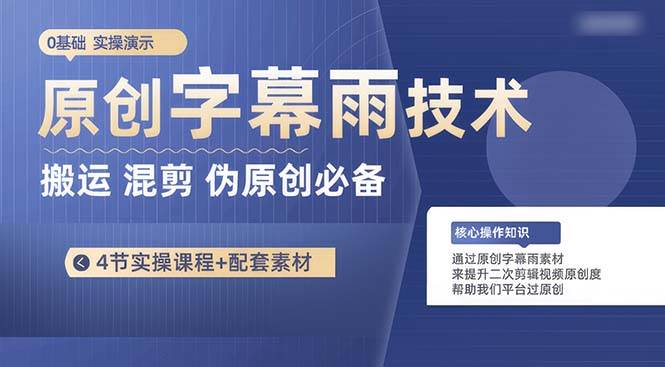 0基础 实操演示
原创字幕雨技术
搬运 混剪 伪原创必备
4节实操课程+配套素材
核心操作知识
通过原创字幕雨素材
来提升二次剪辑视频原创度
帮助我们平台过原创